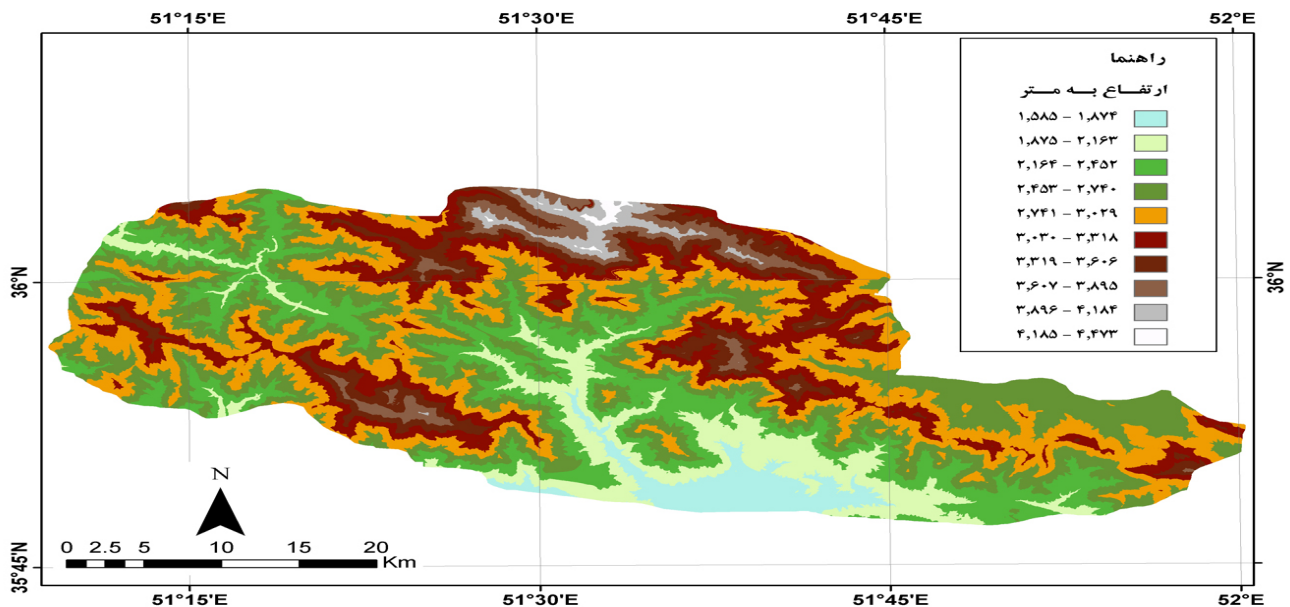 51°15'E 51°30'E 51°45'E 52°E
راهنما
ارتفاع به متر
۱,۵۸۵ - ۱,۸۷۴
۱,۸۷۵ - ۲,۱۶۳
۲,۱۶۴ - ۲,۴۵۲
۲,۴۵۳ - ۲,۷۴۰
۲,۷۴۱ - ۳,۰۲۹
۳,۰۳۰ - ۳,۳۱۸
۳,۳۱۹ - ۳,۶۰۶
۳,۶۰۷ - ۳,۸۹۵
۳,۸۹۶ - ۴,۱۸۴
۴,۱۸۵ - ۴,۴۷۳
36°N
36°N
N
0 2.5 5 10 15 20
Km
35°45'N
51°15'E 51°30'E 51°45'E 52°E